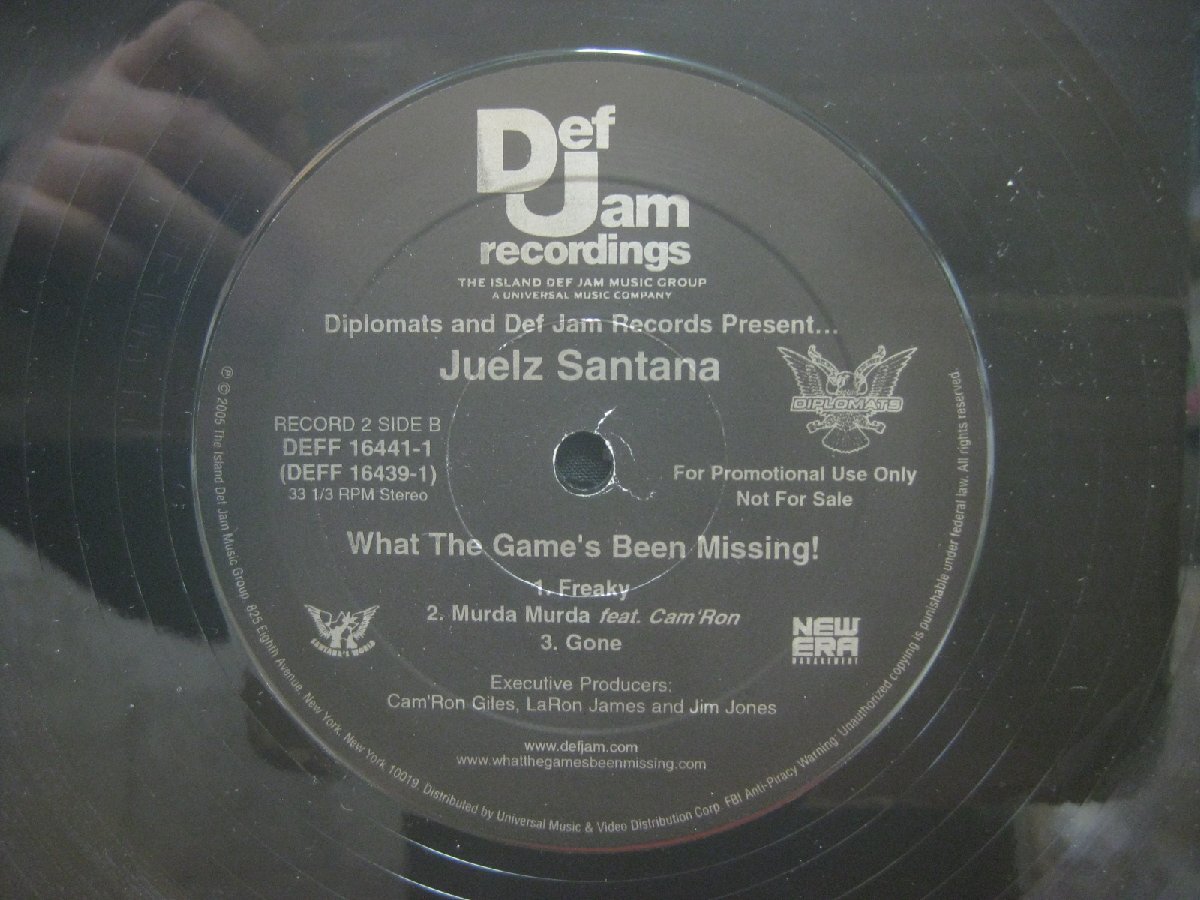 Def
Jam
recordings
THE ISLAND DEF JAM MUSIC GROUP
A UNIVERSAL MUSIC COMPANY
Diplomats and Def Jam Records Present...
Juelz Santana
DIPLOMATS
RECORD 2 SIDE B
DEFF 16441-1
(DEFF 16439-1)
33 1/3 RPM Stereo
For Promotional Use Only
Not For Sale
What The Game's Been Missing!
1. Freaky
2. Murda Murda feat. Cam'Ron
3. Gone
SANTANA'S WORLD
NEW
ERA
MANAGEMENT
Executive Producers:
Cam'Ron Giles, LaRon James and Jim Jones
www.defjam.com
www.whatthegamesbeenmissing.com
℗ © 2005 The Island Def Jam Music Group, 825 Eighth Avenue, New York, New York 10019. Distributed by Universal Music & Video Distribution Corp. FBI Anti-Piracy Warning: Unauthorized copying is punishable under federal law. All rights reserved.